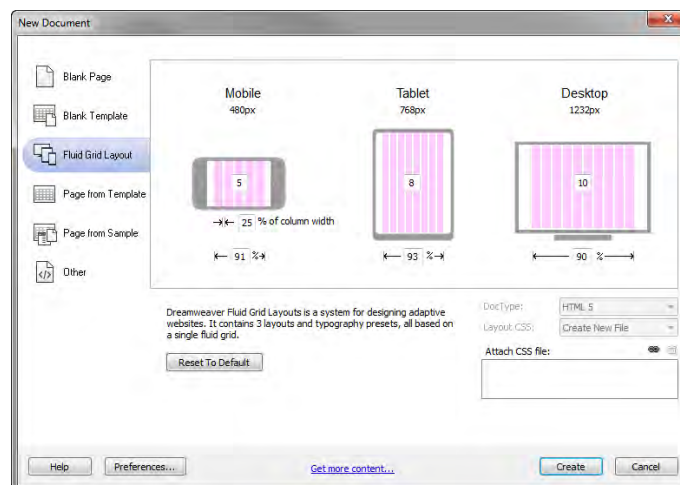 New Document
Blank Page
Blank Template
Fluid Grid Layout
Page from Template
Page from Sample
Other
Mobile
480px
5
25 % of column width
91 %
Tablet
768px
8
93 %
Desktop
1232px
10
90 %
Dreamweaver Fluid Grid Layouts is a system for designing adaptive
websites. It contains 3 layouts and typography presets, all based on
a single fluid grid.
Reset To Default
DocType: HTML 5
Layout CSS: Create New File
Attach CSS file:
Help Preferences... Get more content... Create Cancel